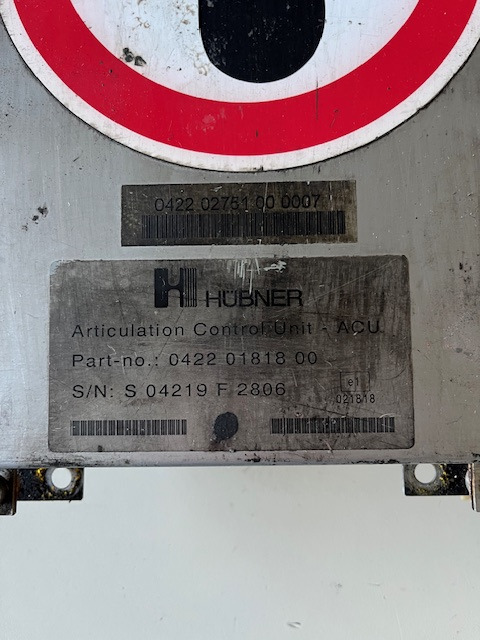 0422 02751 00 0007
HÜBNER
Articulation Control Unit - ACU
Part-no.: 0422 01818 00
S/N: S 04219 F 2806
e1
021818